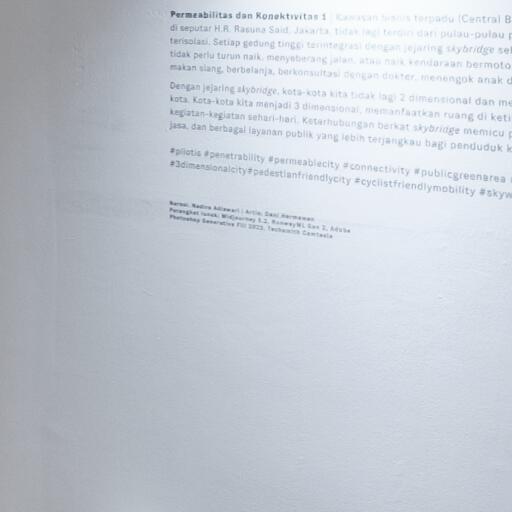 Permeabilitas dan Konektivitas 1 | Kawasan bisnis terpadu (Central B
di seputar H.R. Rasuna Said, Jakarta, tidak lagi terdiri dari pulau-pulau
terisolasi. Setiap gedung tinggi terintegrasi dengan jejaring skybridge
tidak perlu turun naik, menyeberang jalan, atau naik kendaraan bermoto
makan siang, berbelanja, berkonsultasi dengan dokter, menengok anak d
Dengan jejaring skybridge, kota-kota kita tidak lagi 2 dimensional dan me
kota. Kota-kota kita menjadi 3 dimensional, memanfaatkan ruang di keti
kegiatan-kegiatan sehari-hari. Keterhubungan berkat skybridge memicu p
jasa, dan berbagai layanan publik yang lebih terjangkau bagi penduduk k
#pilotis #penetrability #permeablecity #connectivity #publicgreenarea
#3dimensionalcity#pedestianfriendlycity #cyclistfriendlymobility #skyw
Narasi: Nadine Adiswari | Artis: Dani Hermawan
Perangkat lunak: Midjourney 5.2, RunwayML Gen 2, Adobe
Photoshop Generative Fill 2023, Techsmith Camtasia